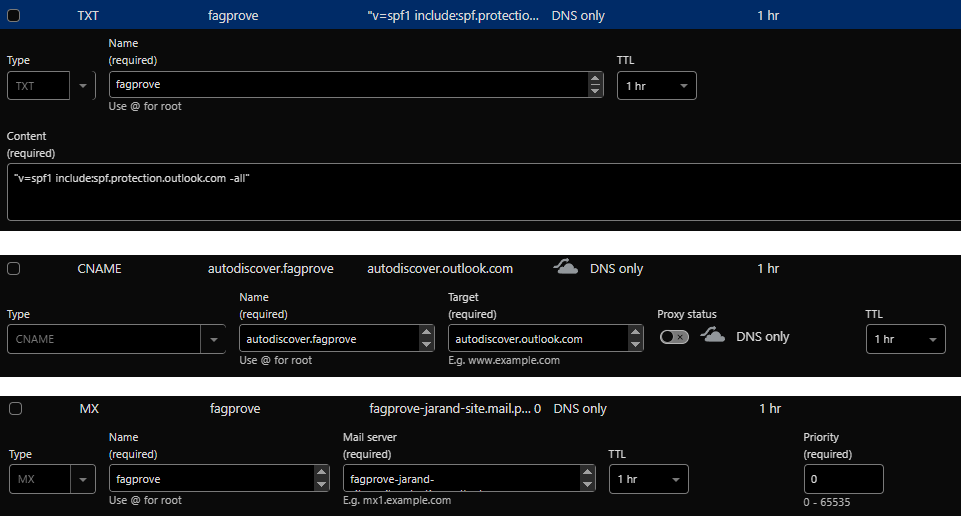 TXT fagprove "v=spf1 include:spf.protectio... DNS only 1 hr
Name
Type (required) TTL
TXT fagprove 1 hr
Use @ for root
Content
(required)
"v=spf1 include:spf.protection.outlook.com -all"
CNAME autodiscover.fagprove autodiscover.outlook.com DNS only 1 hr
Name Target
Type (required) (required) Proxy status TTL
CNAME autodiscover.fagprove autodiscover.outlook.com DNS only 1 hr
Use @ for root E.g. www.example.com
MX fagprove fagprove-jarand-site.mail.p... 0 DNS only 1 hr
Name Mail server Priority
Type (required) (required) TTL (required)
MX fagprove fagprove-jarand- 1 hr 0
Use @ for root E.g. mx1.example.com 0 - 65535